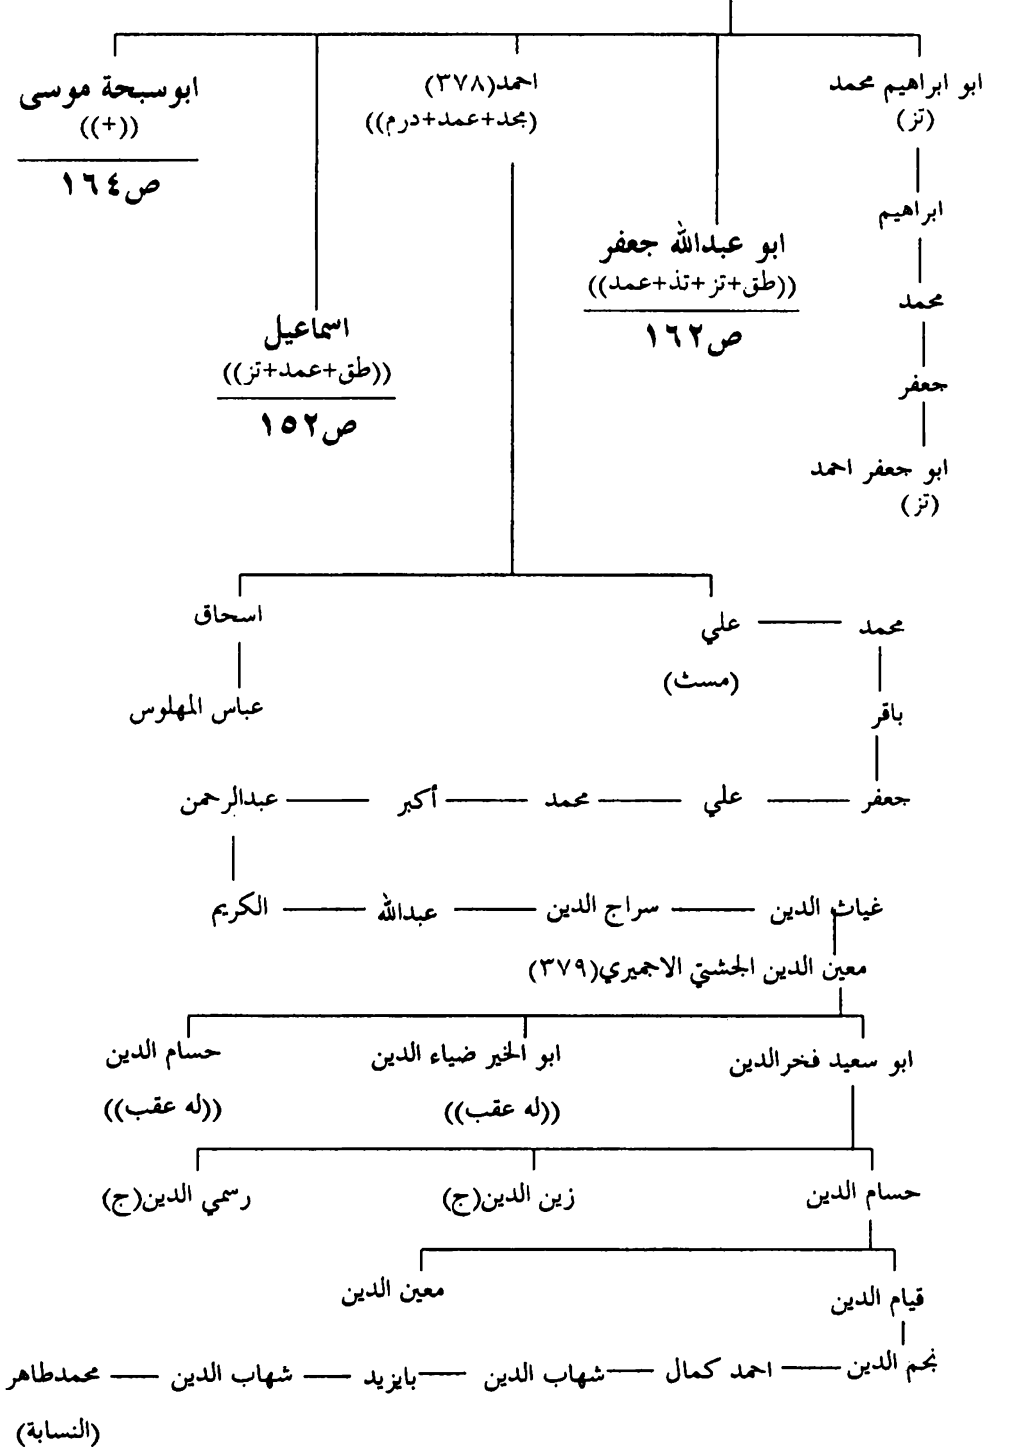 ابو ابراهيم محمد
(تز)
ابراهيم
محمد
جعفر
ابو جعفر احمد
(تز)
ابو عبدالله جعفر
((طق+تز+تذ+عمد))
ص١٦٢
احمد(٣٧٨)
(مجد+عمد+درم))
اسماعيل
((طق+عمد+تز))
ص١٥٢
ابوسبحة موسى
((+))
ص١٦٤
علي
محمد
(مسث)
اسحاق
عباس المهلوس
باقر
جعفر
علي
محمد
أكبر
عبدالرحمن
الكريم
عبدالله
سراج الدين
غياث الدين
معين الدين الجشتي الاجميري(٣٧٩)
ابو سعيد فخرالدين
ابو الخير ضياء الدين
((له عقب))
حسام الدين
((له عقب))
حسام الدين
زين الدين(ج)
رسمي الدين(ج)
قيام الدين
معين الدين
نجم الدين
احمد كمال
شهاب الدين
بايزيد
شهاب الدين
محمدطاهر
(النسابة)